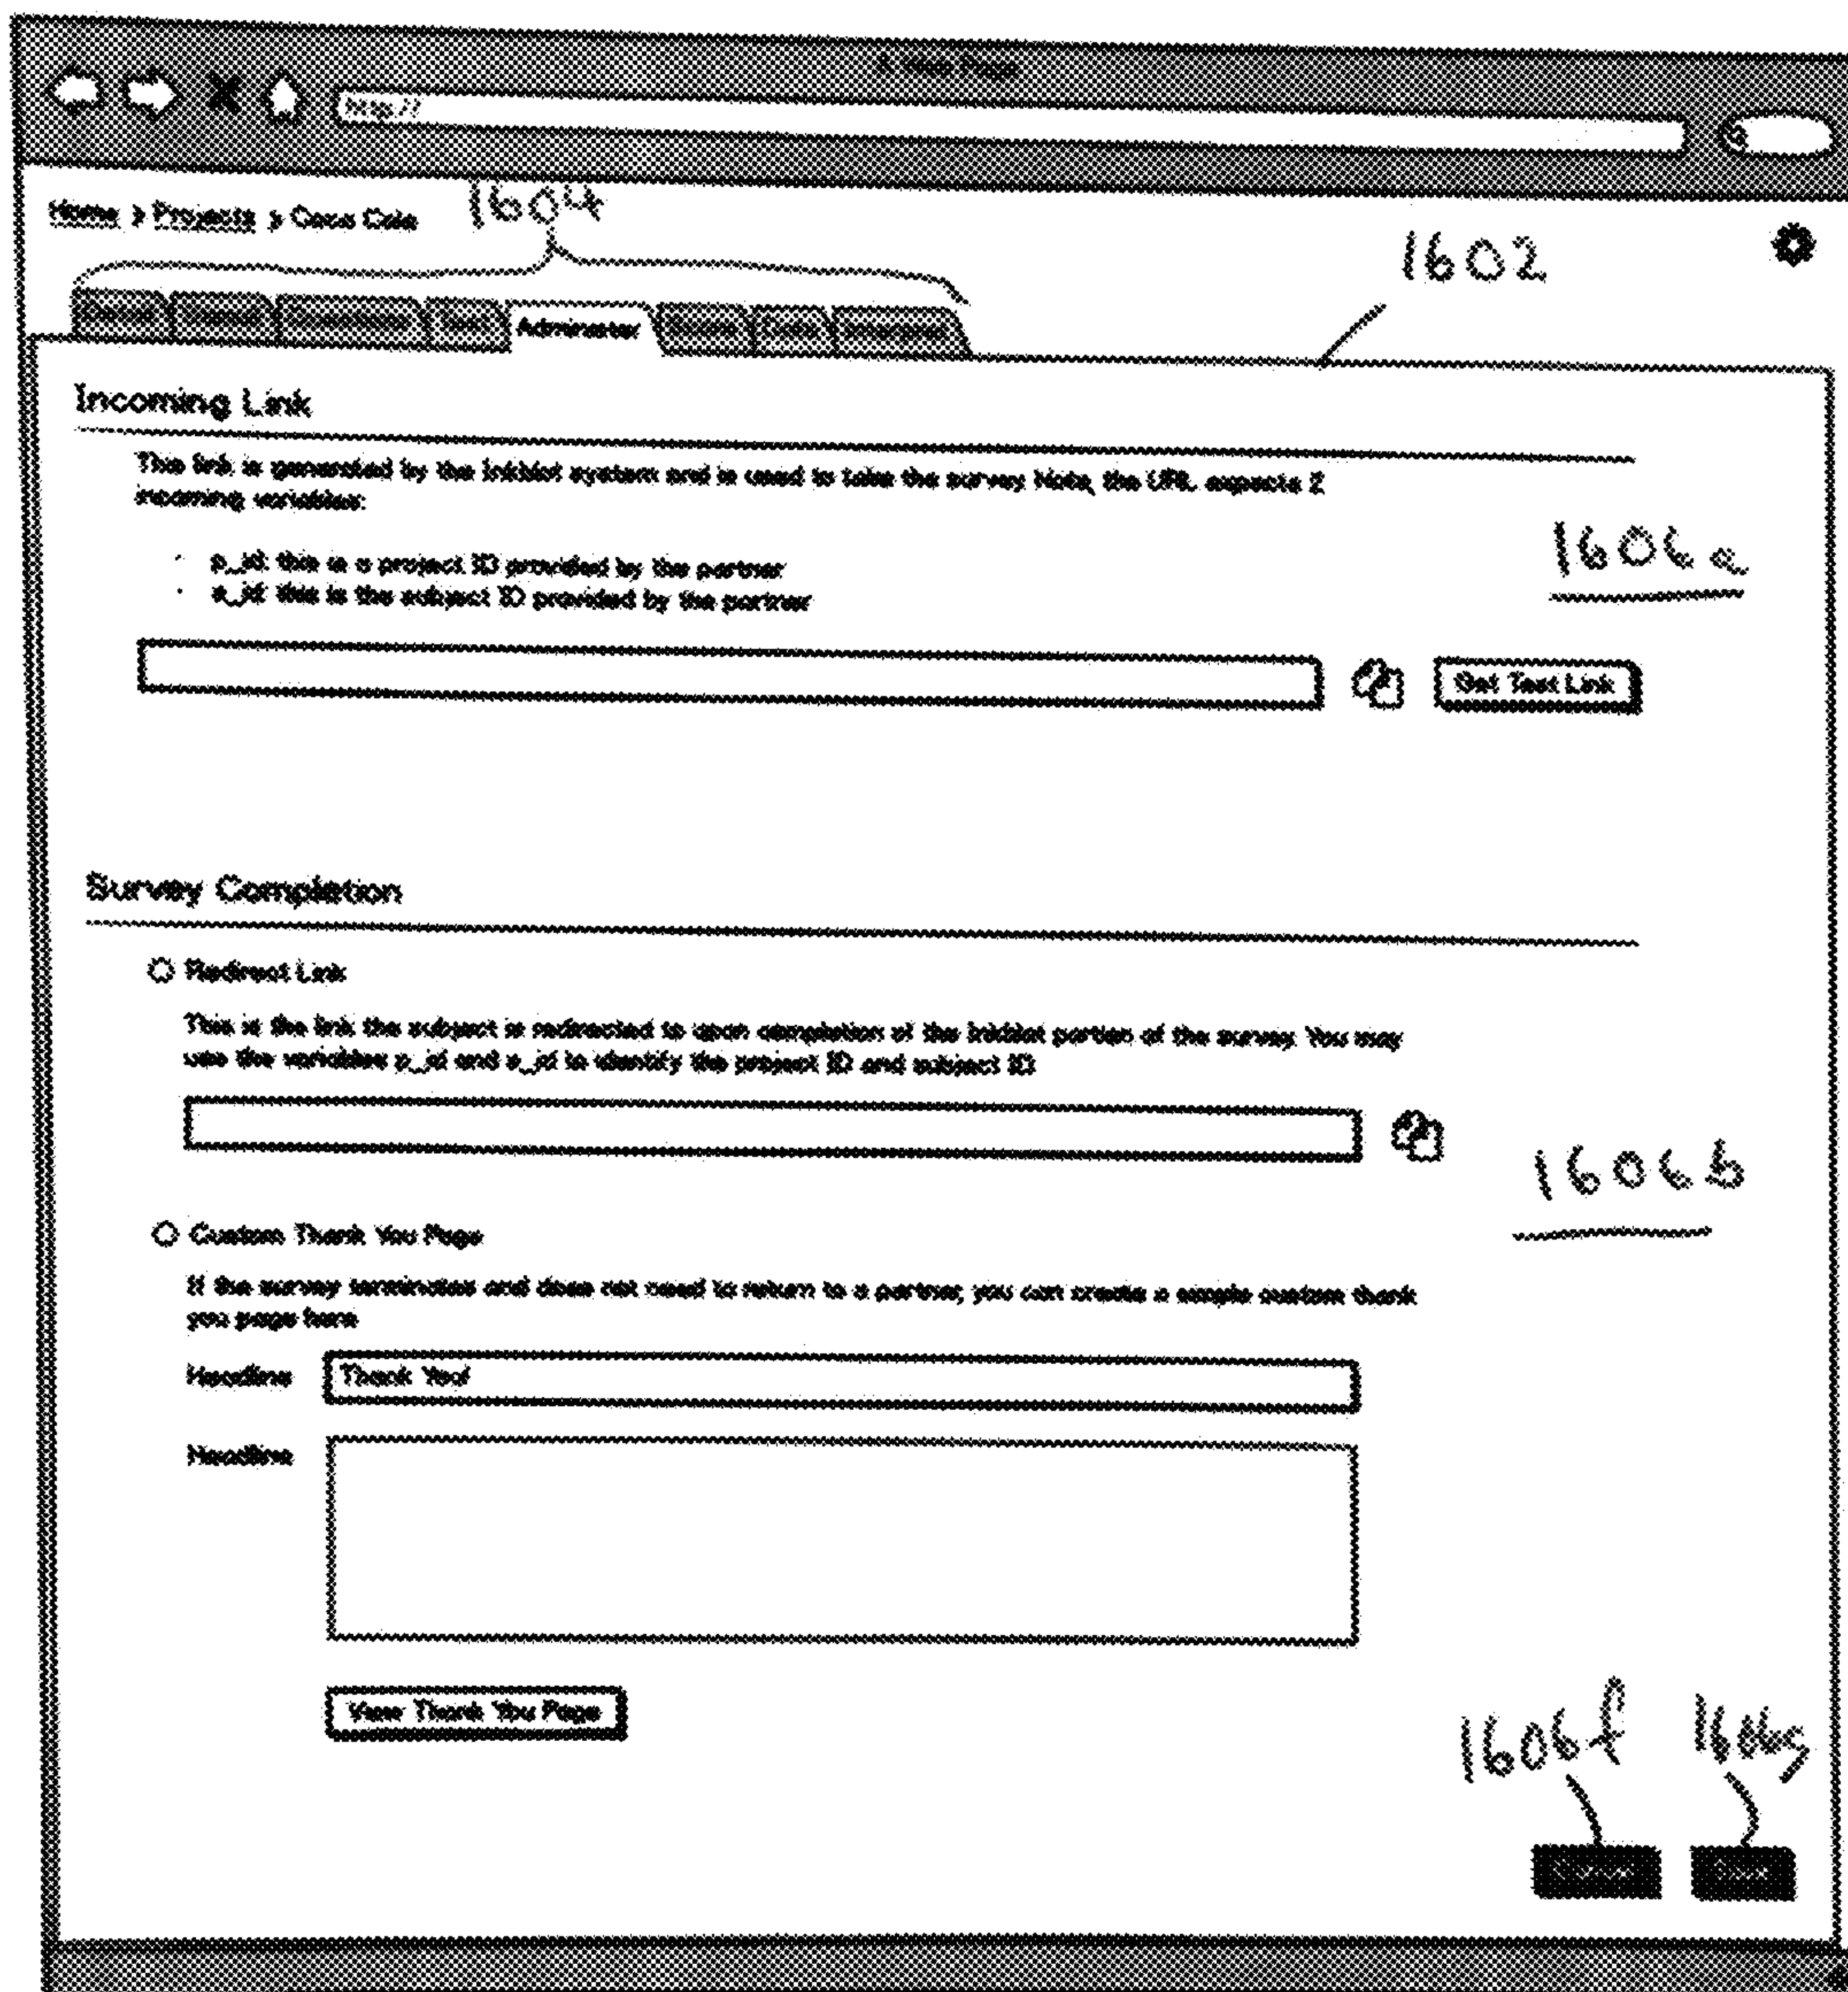 A Web Page
http://
Home > Projects > Coca Cola
1604
1602
Administer
Incoming Link
This link is generated by the inkblot system and is used to take the survey. Note, the URL expects 2
incoming variables:
p_id: this is a project ID provided by the partner
s_id: this is the subject ID provided by the partner
1606a
Get Test Link
Survey Completion
Redirect Link
This is the link the subject is redirected to upon completion of the inkblot portion of the survey. You may
use the variables p_id and s_id to identify the project ID and subject ID
1606b
Custom Thank You Page
If the survey terminates and does not need to return to a partner, you can create a simple custom thank
you page here
Headline
Thank You!
Headline
View Thank You Page
1606f
1606g